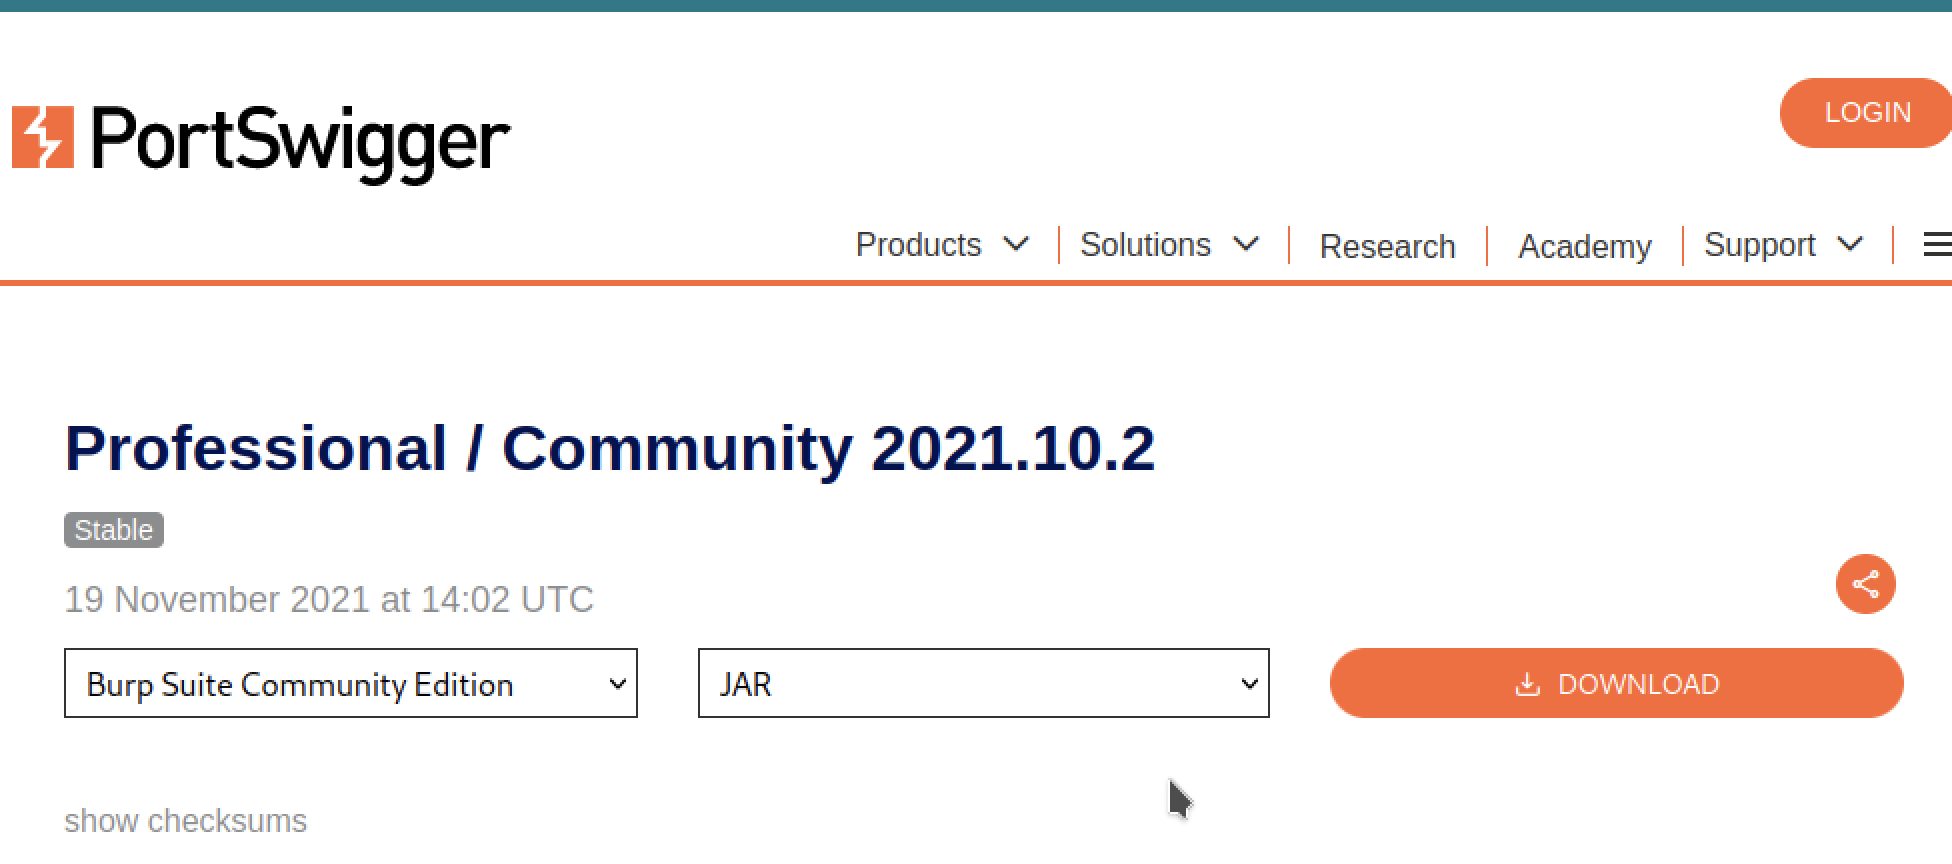 PortSwigger
LOGIN
Products
Solutions
Research
Academy
Support
Professional / Community 2021.10.2
Stable
19 November 2021 at 14:02 UTC
Burp Suite Community Edition
JAR
DOWNLOAD
show checksums